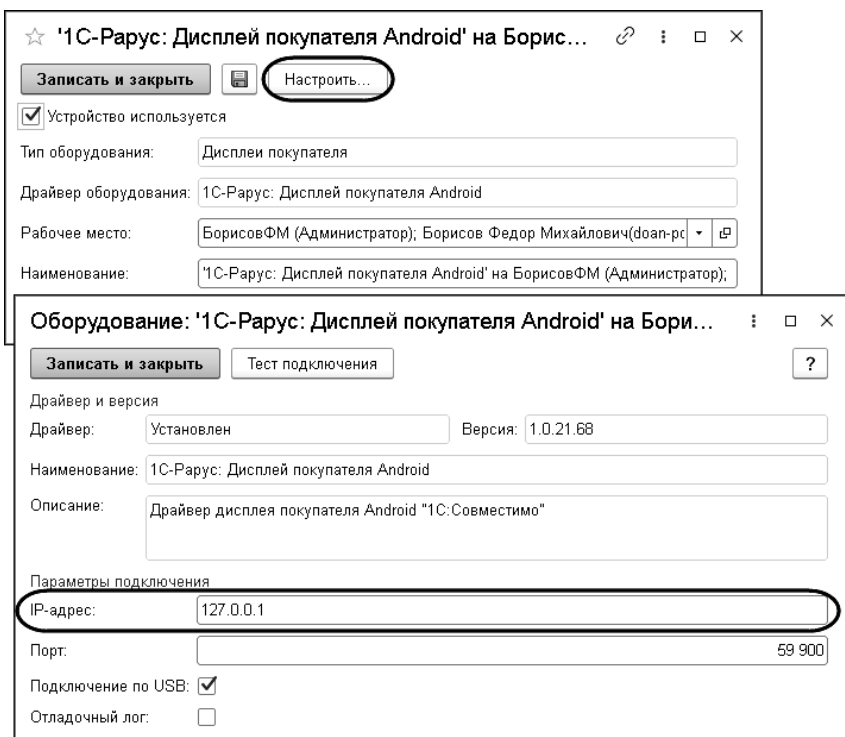 '1С-Рарус: Дисплей покупателя Android' на Борис...
Записать и закрыть Настроить...
Устройство используется
Тип оборудования: Дисплеи покупателя
Драйвер оборудования: 1С-Рарус: Дисплей покупателя Android
Рабочее место: БорисовФМ (Администратор); Борисов Федор Михайлович(doan-pc
Наименование: '1С-Рарус: Дисплей покупателя Android' на БорисовФМ (Администратор);
Оборудование: '1С-Рарус: Дисплей покупателя Android' на Бори...
Записать и закрыть Тест подключения ?
Драйвер и версия
Драйвер: Установлен Версия: 1.0.21.68
Наименование: 1С-Рарус: Дисплей покупателя Android
Описание: Драйвер дисплея покупателя Android "1С:Совместимо"
Параметры подключения
IP-адрес: 127.0.0.1
Порт: 59 900
Подключение по USB:
Отладочный лог: